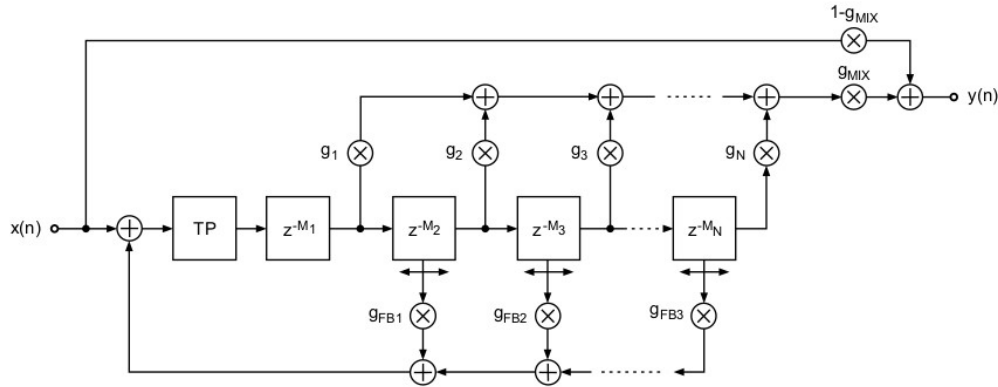 1-gMIX
gMIX
y(n)
g1
g2
g3
gN
x(n)
TP
z-M1
z-M2
z-M3
z-MN
gFB1
gFB2
gFB3